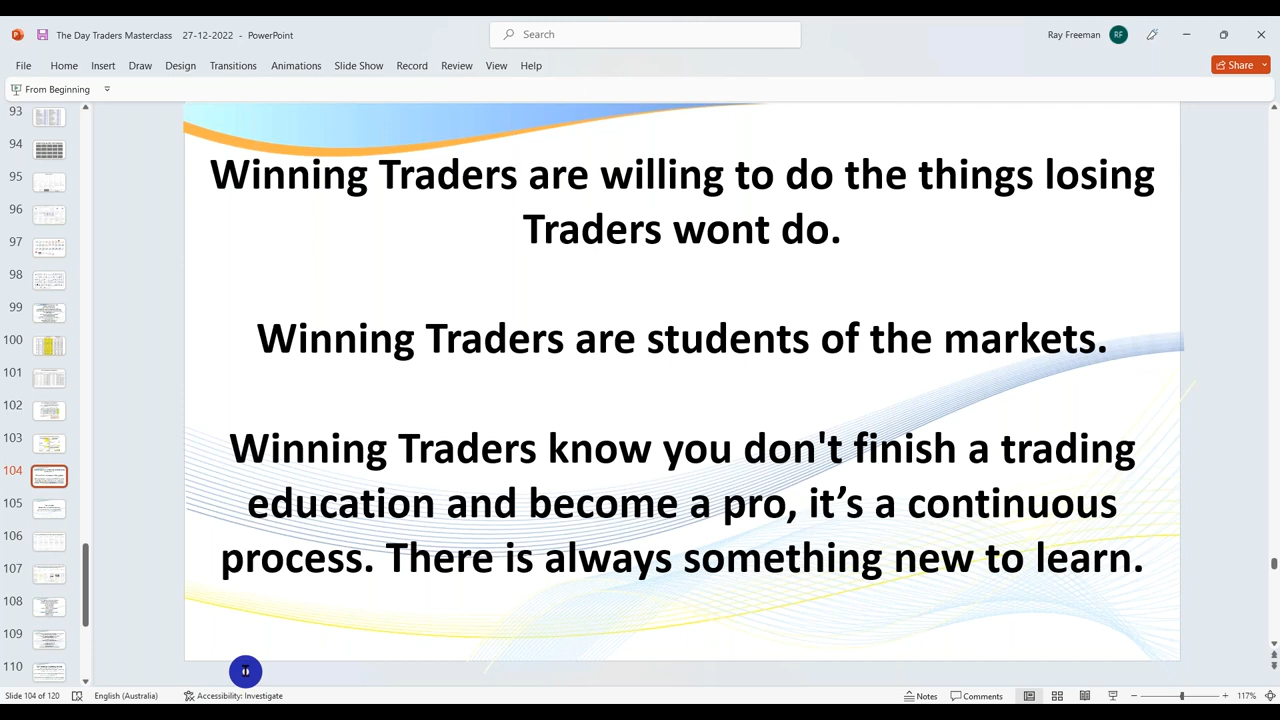 The Day Traders Masterclass 27-12-2022 - PowerPoint
Search
Ray Freeman RF
File Home Insert Draw Design Transitions Animations Slide Show Record Review View Help
Share
From Beginning
93
94
95
96
97
98
99
100
101
102
103
104
105
106
107
108
109
110
Winning Traders are willing to do the things losing
Traders wont do.
Winning Traders are students of the markets.
Winning Traders know you don't finish a trading
education and become a pro, it’s a continuous
process. There is always something new to learn.
Slide 104 of 120 English (Australia) Accessibility: Investigate Notes Comments 117%